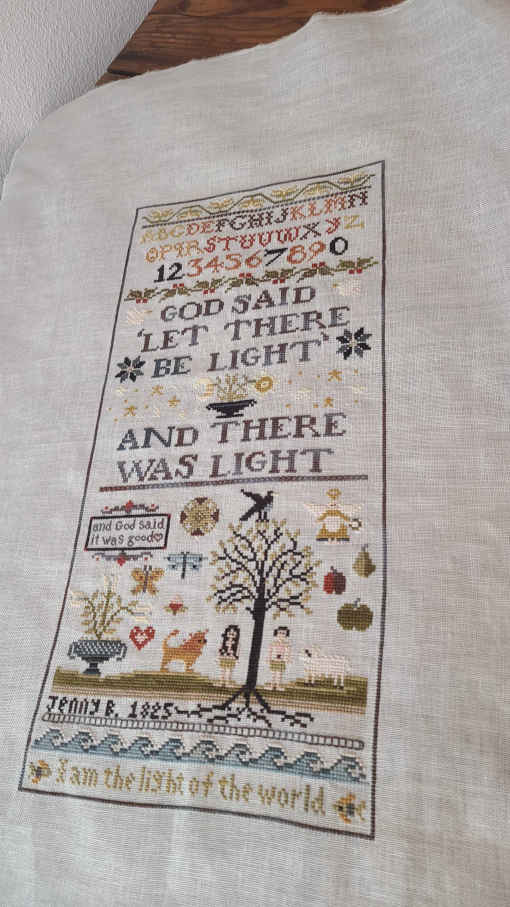 ABCDEFGHIJKLMN
OPQRSTUVWXYZ
1234567890
GOD SAID
'LET THERE
BE LIGHT'
AND THERE
WAS LIGHT
and God said
it was good
JENNY B. 1825
I am the light of the world